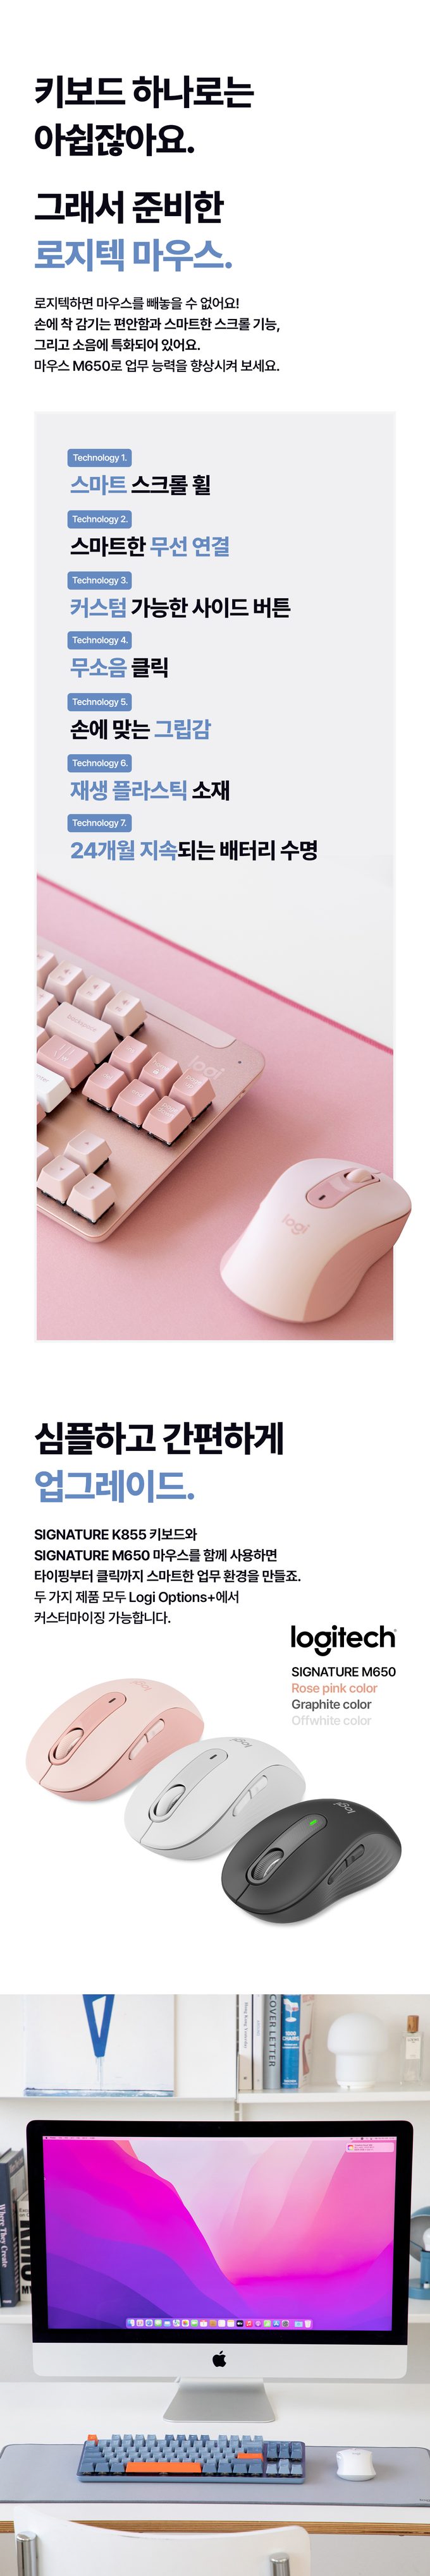 키보드 하나로는
아쉽잖아요.
그래서 준비한
로지텍 마우스.
로지텍하면 마우스를 빼놓을 수 없어요!
손에 착 감기는 편안함과 스마트한 스크롤 기능,
그리고 소음에 특화되어 있어요.
마우스 M650로 업무 능력을 향상시켜 보세요.
Technology 1.
스마트 스크롤 휠
Technology 2.
스마트한 무선 연결
Technology 3.
커스텀 가능한 사이드 버튼
Technology 4.
무소음 클릭
Technology 5.
손에 맞는 그립감
Technology 6.
재생 플라스틱 소재
Technology 7.
24개월 지속되는 배터리 수명
backspace
logi
logi
심플하고 간편하게
업그레이드.
SIGNATURE K855 키보드와
SIGNATURE M650 마우스를 함께 사용하면
타이핑부터 클릭까지 스마트한 업무 환경을 만들죠.
두 가지 제품 모두 Logi Options+에서
커스터마이징 가능합니다.
logitech
SIGNATURE M650
Rose pink color
Graphite color
Offwhite color
logi
logi
logi
COVER LETTER
1000
CHAIRS
Where They Create